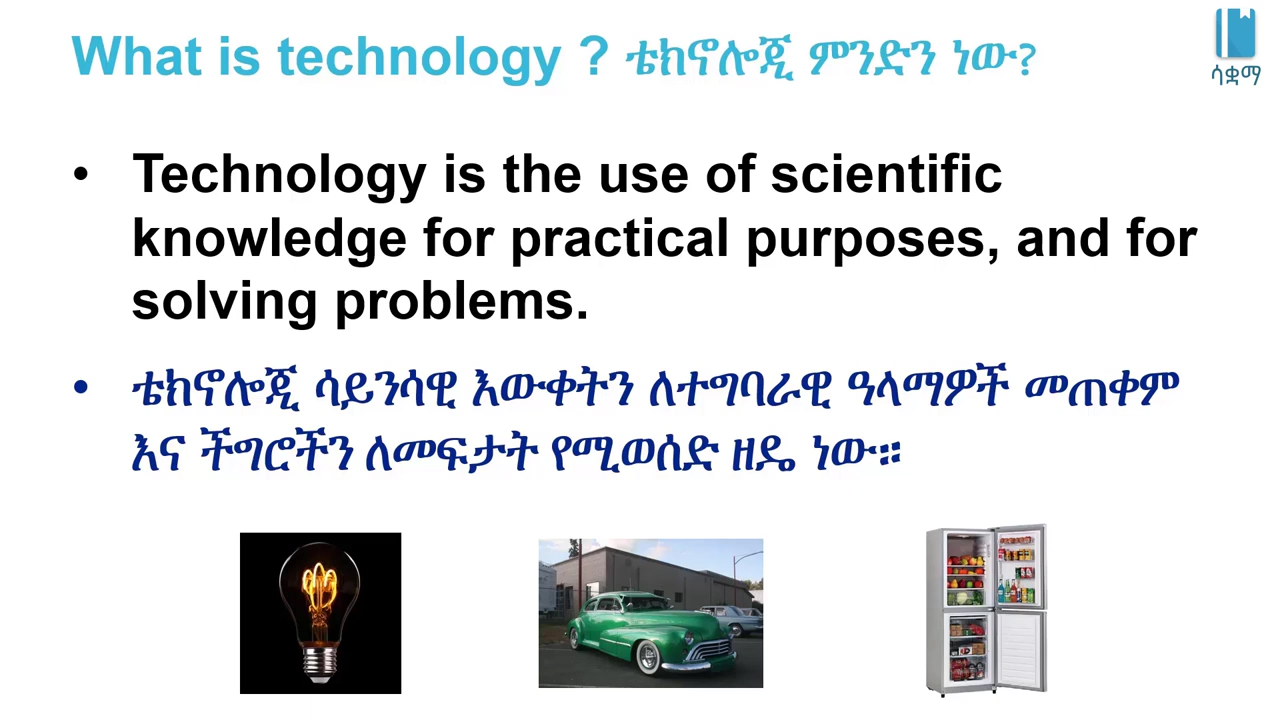 What is technology ? ቴክኖሎጂ ምንድን ነው?
ሳቋማ
• Technology is the use of scientific
knowledge for practical purposes, and for
solving problems.
• ቴክኖሎጂ ሳይንሳዊ እውቀትን ለተግባራዊ ዓላማዎች መጠቀም
እና ችግሮችን ለመፍታት የሚወሰድ ዘዴ ነው።